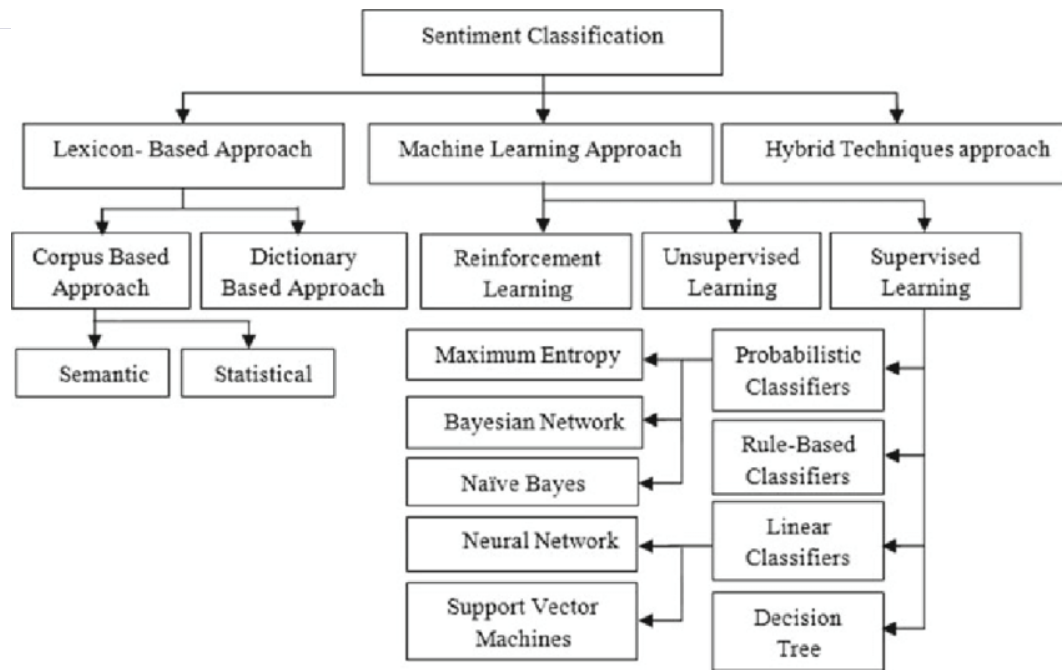 Sentiment Classification
Lexicon- Based Approach
Machine Learning Approach
Hybrid Techniques approach
Corpus Based
Approach
Dictionary
Based Approach
Reinforcement
Learning
Unsupervised
Learning
Supervised
Learning
Semantic
Statistical
Maximum Entropy
Probabilistic
Classifiers
Bayesian Network
Rule-Based
Classifiers
Naïve Bayes
Neural Network
Linear
Classifiers
Support Vector
Machines
Decision
Tree